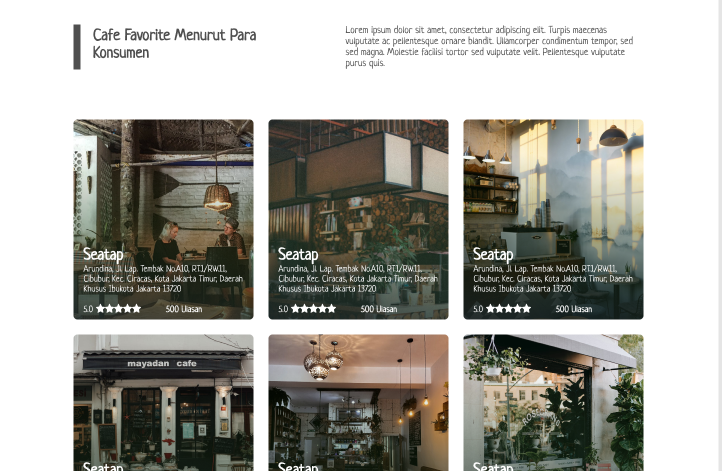 Cafe Favorite Menurut Para
Konsumen
Lorem ipsum dolor sit amet, consectetur adipiscing elit. Turpis maecenas
vulputate ac pellentesque ornare blandit. Ullamcorper condimentum tempor, sed
sed magna. Molestie facilisi tortor sed vulputate velit. Pellentesque vulputate
purus quis.
Seatap
Arundina, Jl. Lap. Tembak No.A10, RT.1/RW.11,
Cibubur, Kec. Ciracas, Kota Jakarta Timur, Daerah
Khusus Ibukota Jakarta 13720
5.0 500 Ulasan
Seatap
Arundina, Jl. Lap. Tembak No.A10, RT.1/RW.11,
Cibubur, Kec. Ciracas, Kota Jakarta Timur, Daerah
Khusus Ibukota Jakarta 13720
5.0 500 Ulasan
Seatap
Arundina, Jl. Lap. Tembak No.A10, RT.1/RW.11,
Cibubur, Kec. Ciracas, Kota Jakarta Timur, Daerah
Khusus Ibukota Jakarta 13720
5.0 500 Ulasan
mayadan cafe
Seatap
Seatap
Seatap